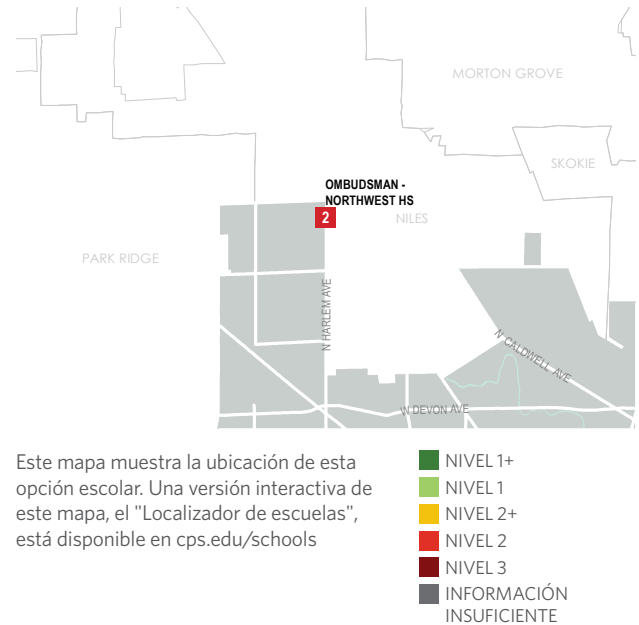 MORTON GROVE
SKOKIE
OMBUDSMAN -
NORTHWEST HS
2
NILES
PARK RIDGE
N HARLEM AVE
N CALDWELL AVE
W DEVON AVE
Este mapa muestra la ubicación de esta
opción escolar. Una versión interactiva de
este mapa, el "Localizador de escuelas",
está disponible en cps.edu/schools
NIVEL 1+
NIVEL 1
NIVEL 2+
NIVEL 2
NIVEL 3
INFORMACIÓN
INSUFICIENTE